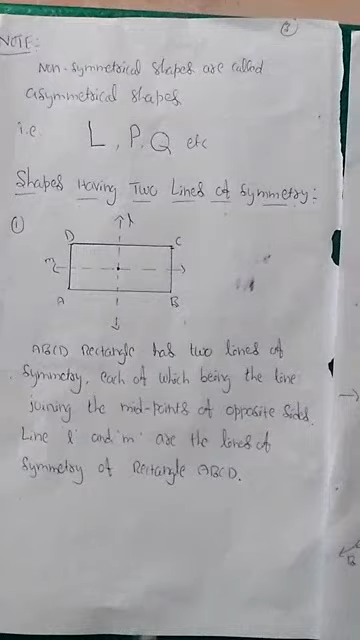 2
NOTE:
Non-symmetrical shapes are called
asymmetrical shapes
i.e. L, P, Q etc
Shapes Having Two Lines of symmetry:
1
l
D C
m
A B
ABCD Rectangle has two lines of
symmetry, each of which being the line
joining the mid-points of opposite sides.
Line 'l' and 'm' are the lines of
symmetry of Rectangle ABCD.
B